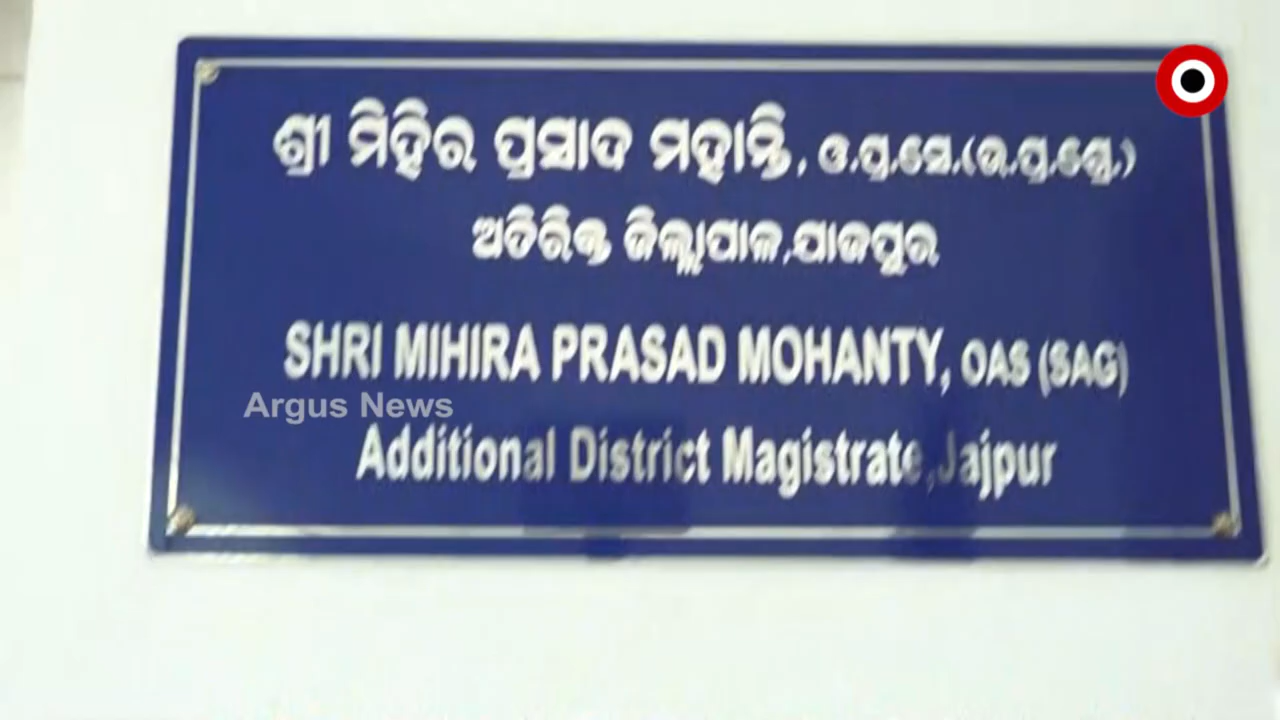 ଶ୍ରୀ ମିହିର ପ୍ରସାଦ ମହାନ୍ତି, ଓ.ପ୍ର.ସେ.(ଉ.ପ୍ର.ଶ୍ରେ.)
ଅତିରିକ୍ତ ଜିଲ୍ଲାପାଳ,ଯାଜପୁର
SHRI MIHIRA PRASAD MOHANTY, OAS (SAG)
Argus News
Additional District Magistrate,Jajpur